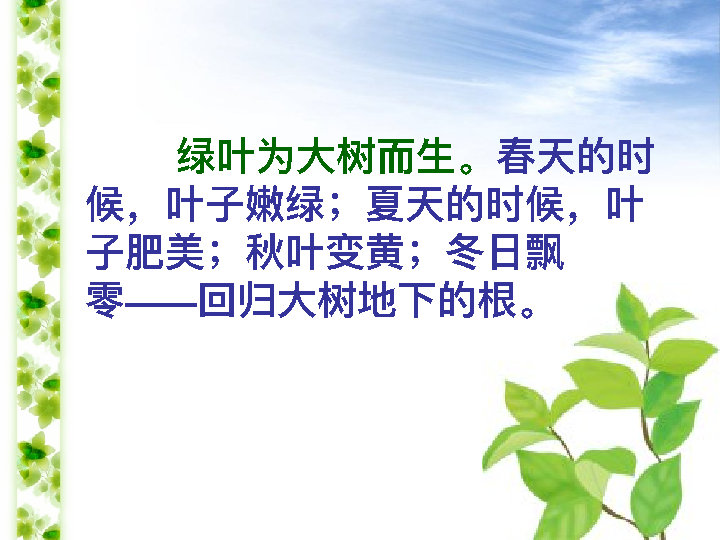 绿叶为大树而生。春天的时
候，叶子嫩绿；夏天的时候，叶
子肥美；秋叶变黄；冬日飘
零——回归大树地下的根。